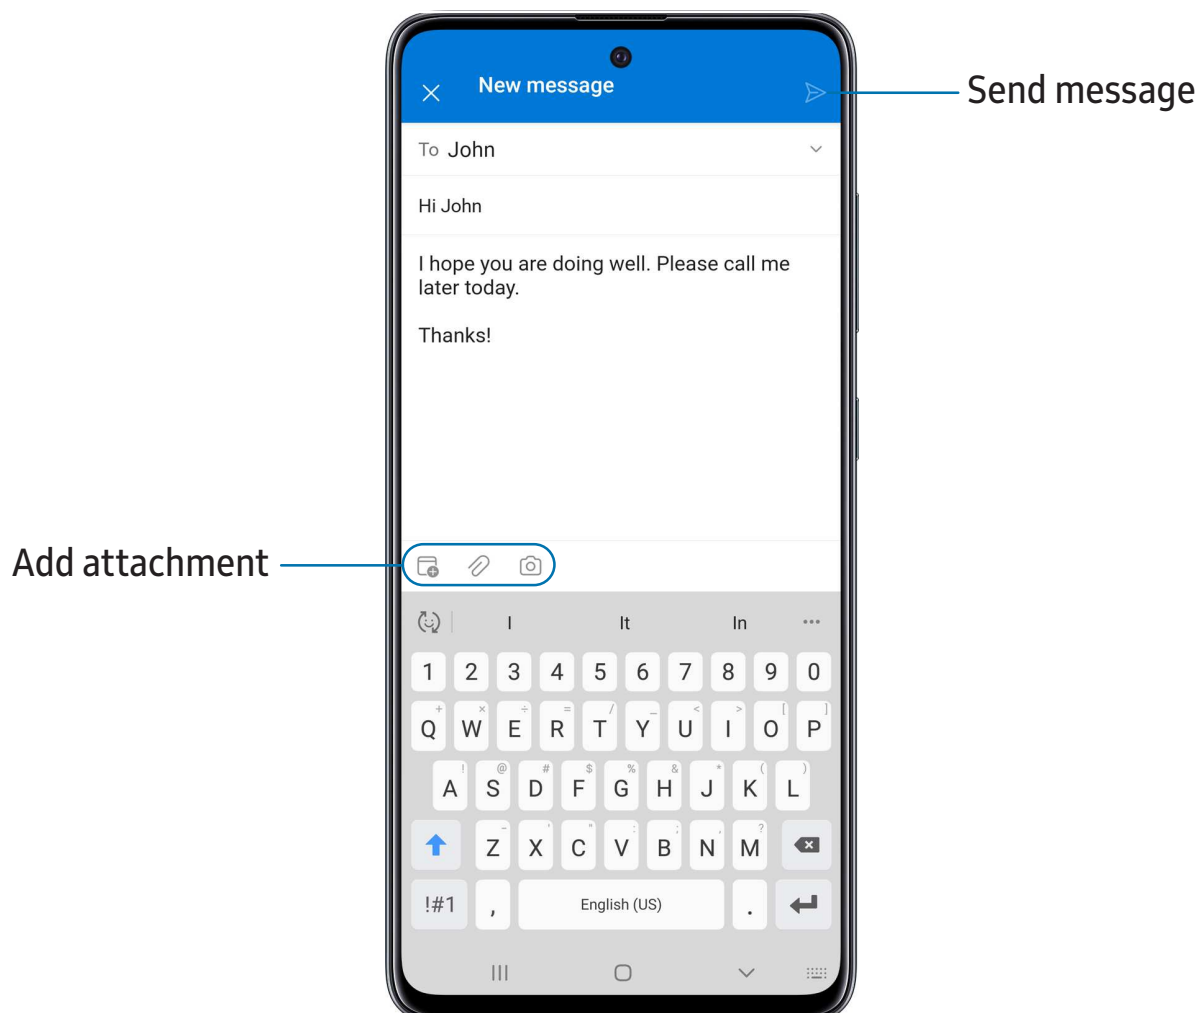 New message
Send message
To John
Hi John
I hope you are doing well. Please call me
later today.
Thanks!
Add attachment
I It In
1 2 3 4 5 6 7 8 9 0
+ × ÷ = / _ < > [ ]
Q W E R T Y U I O P
! @ # $ % & * ( )
A S D F G H J K L
- ' " : ; , ?
Z X C V B N M
!#1 , English (US) .